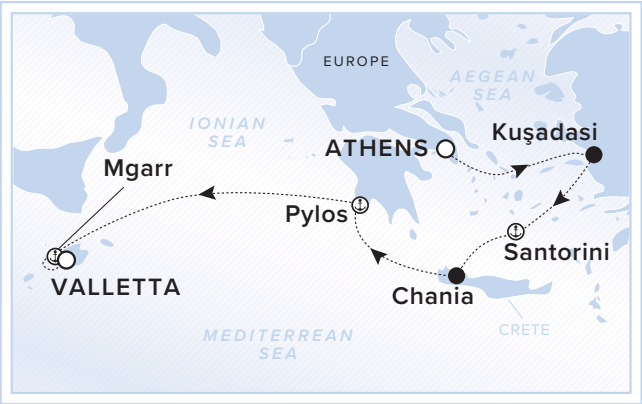 EUROPE
AEGEAN
SEA
IONIAN
SEA
Kuşadasi
ATHENS
Mgarr
Pylos
Santorini
VALLETTA
Chania
CRETE
MEDITERREAN
SEA